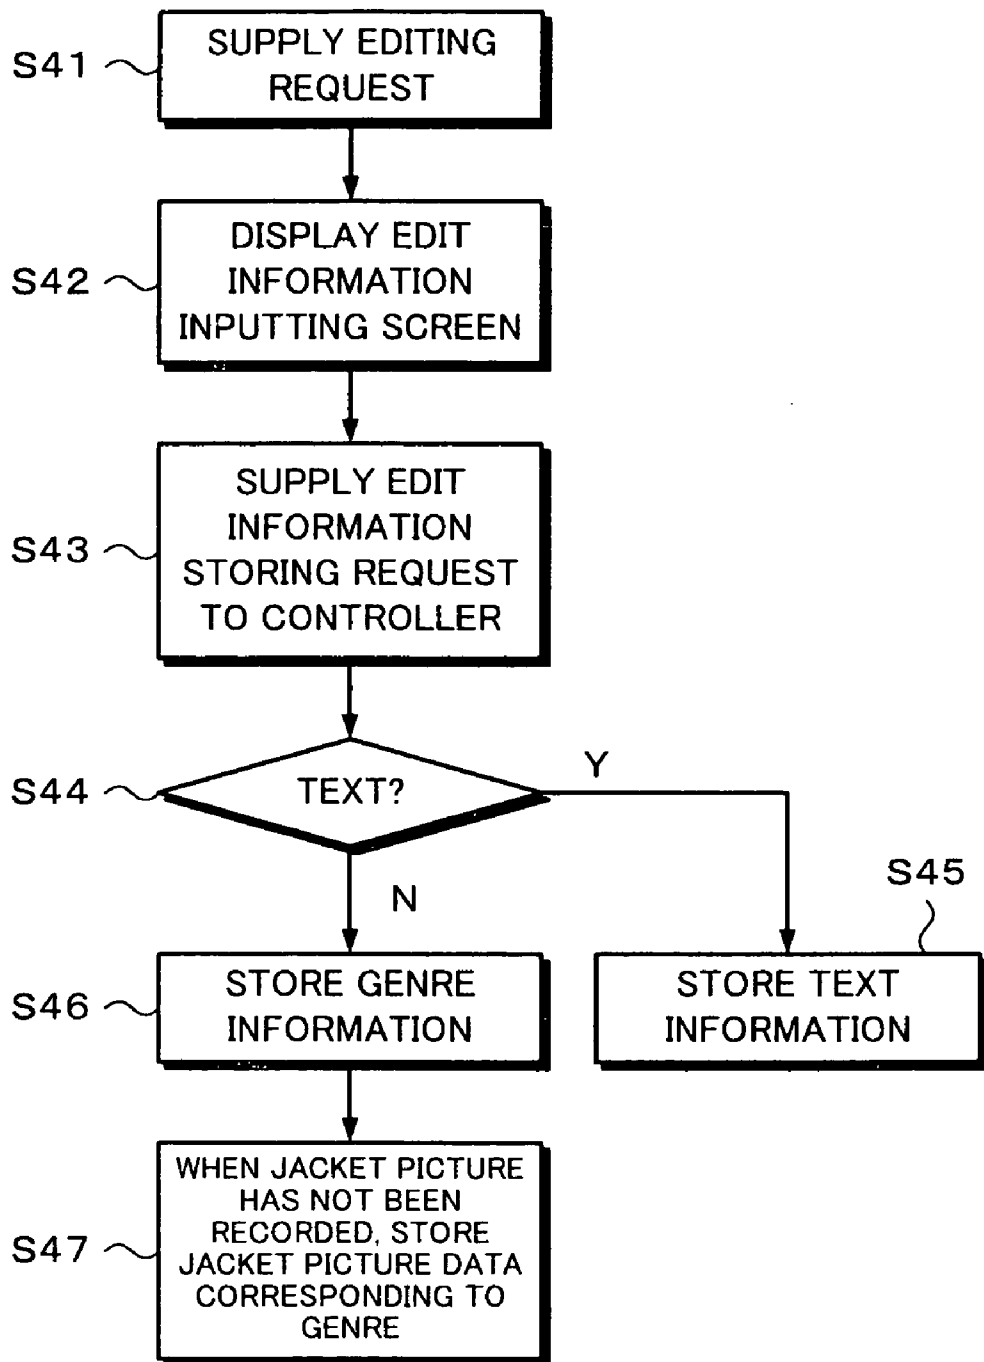 S41
SUPPLY EDITING
REQUEST
S42
DISPLAY EDIT
INFORMATION
INPUTTING SCREEN
S43
SUPPLY EDIT
INFORMATION
STORING REQUEST
TO CONTROLLER
S44
TEXT?
Y
N
S45
STORE TEXT
INFORMATION
S46
STORE GENRE
INFORMATION
S47
WHEN JACKET PICTURE
HAS NOT BEEN
RECORDED, STORE
JACKET PICTURE DATA
CORRESPONDING TO
GENRE